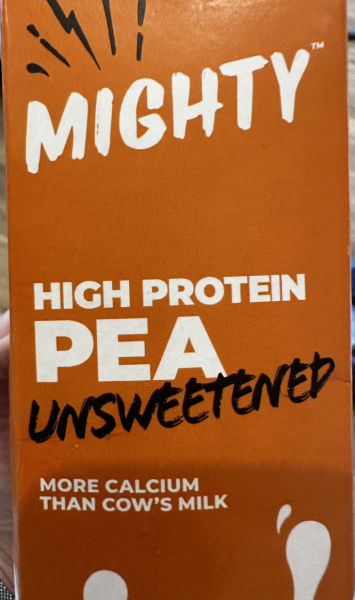 MIGHTY™
HIGH PROTEIN
PEA
UNSWEETENED
MORE CALCIUM
THAN COW'S MILK